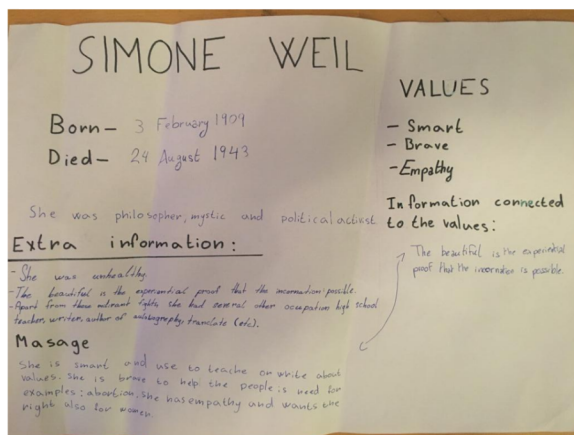 SIMONE WEIL
Born- 3 February 1909
Died- 24 August 1943
She was philosopher, mystic and political activist
Extra information:
- She was unhealthy.
- The beautiful is the experiential proof that the incarnation possible.
- Apart from these rights, she had several other occupation high school
teacher, writer, author of autobiography, translate (etc).
Masage
She is smart and use to teache or write about
values. She is brave to help the people is need for
examples; abortion, she has empathy and wants the
right also for women.
VALUES
- Smart
- Brave
- Empathy
Information connected
to the values:
The beautiful is the experiential
proof that the incernation is possible.